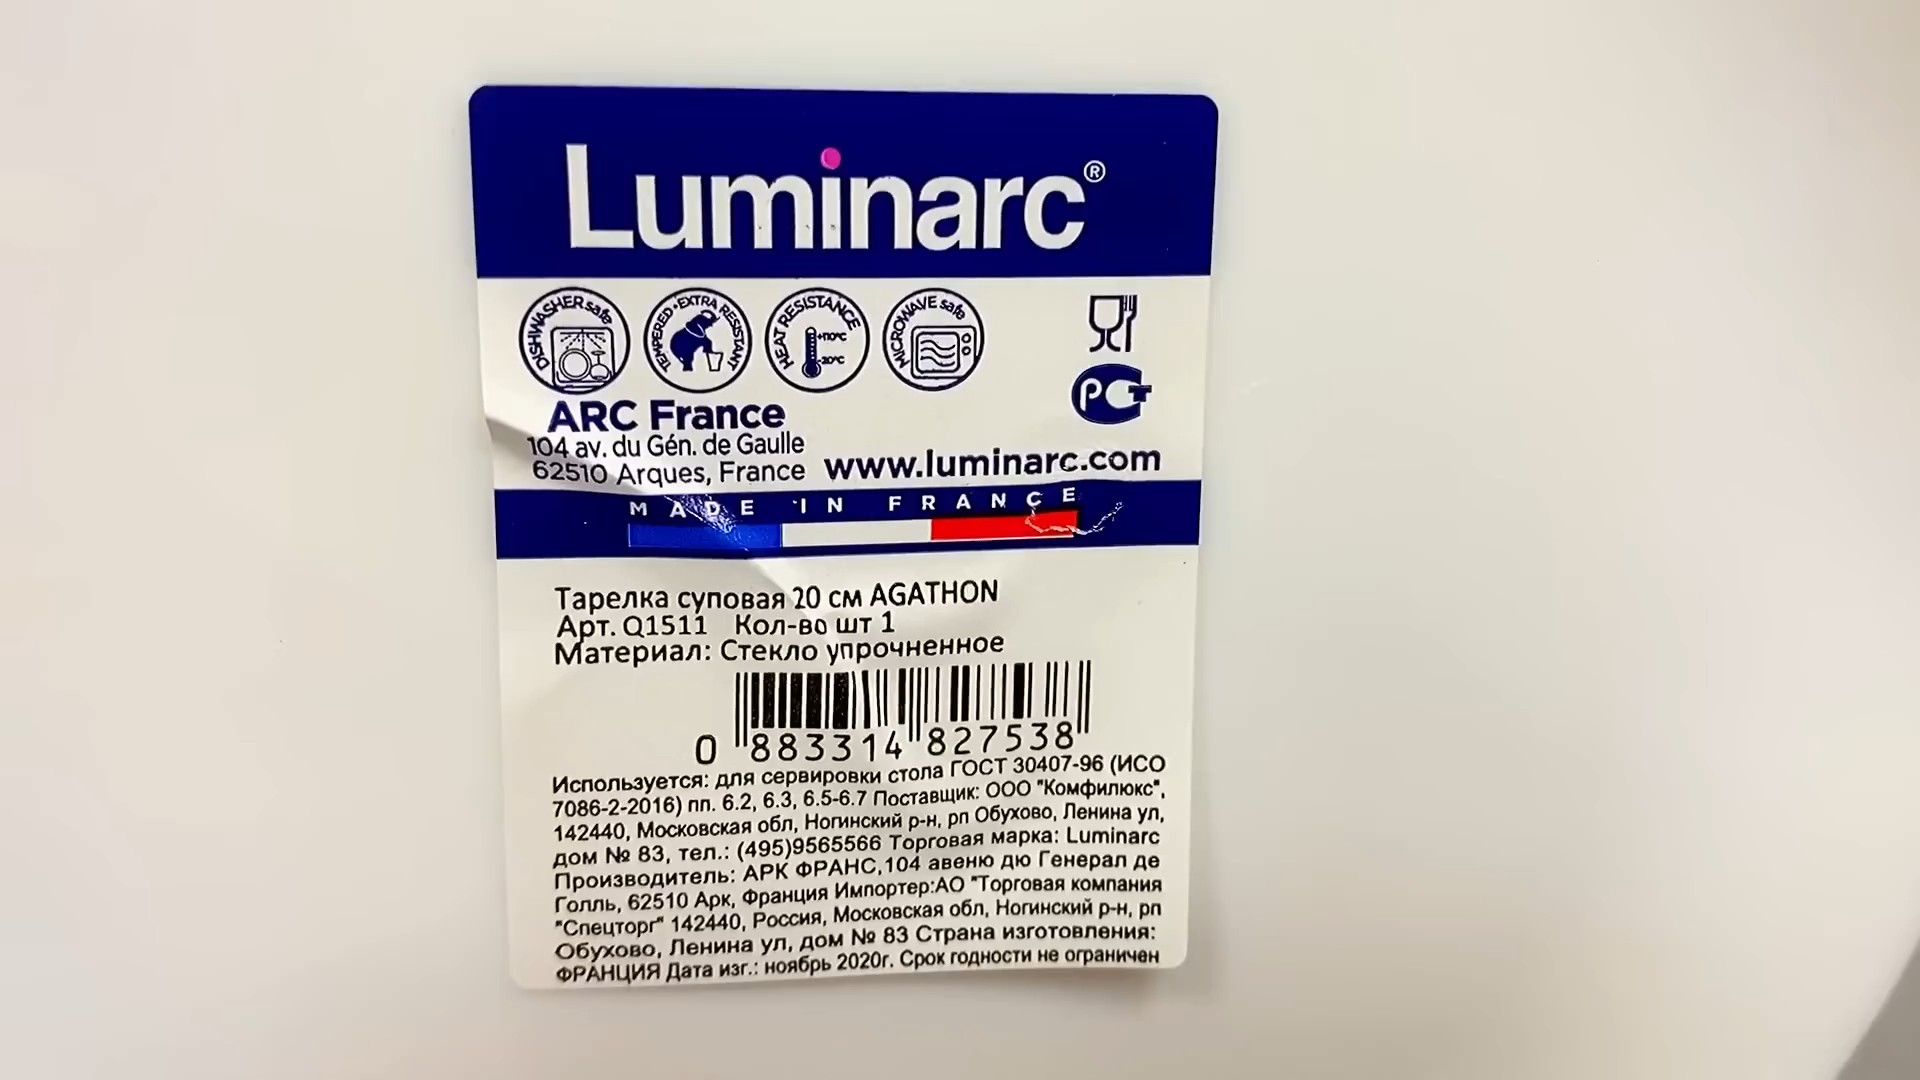 Luminarc®
DISHWASHER safe
TEMPERED • EXTRA RESISTANT
HEAT RESISTANCE
+110°C
-20°C
MICROWAVE safe
РСТ
ARC France
104 av. du Gén. de Gaulle
62510 Arques, France
www.luminarc.com
MADE IN FRANCE
Тарелка суповая 20 см AGATHON
Арт. Q1511 Кол-во шт 1
Материал: Стекло упрочненное
0 883314 827538
Используется: для сервировки стола ГОСТ 30407-96 (ИСО
7086-2-2016) пп. 6.2, 6.3, 6.5-6.7 Поставщик: ООО "Комфилюкс",
142440, Московская обл, Ногинский р-н, рп Обухово, Ленина ул,
дом № 83, тел.: (495)9565566 Торговая марка: Luminarc
Производитель: АРК ФРАНС,104 авеню дю Генерал де
Голль, 62510 Арк, Франция Импортер:АО "Торговая компания
"Спецторг" 142440, Россия, Московская обл, Ногинский р-н, рп
Обухово, Ленина ул, дом № 83 Страна изготовления:
ФРАНЦИЯ Дата изг.: ноябрь 2020г. Срок годности не ограничен